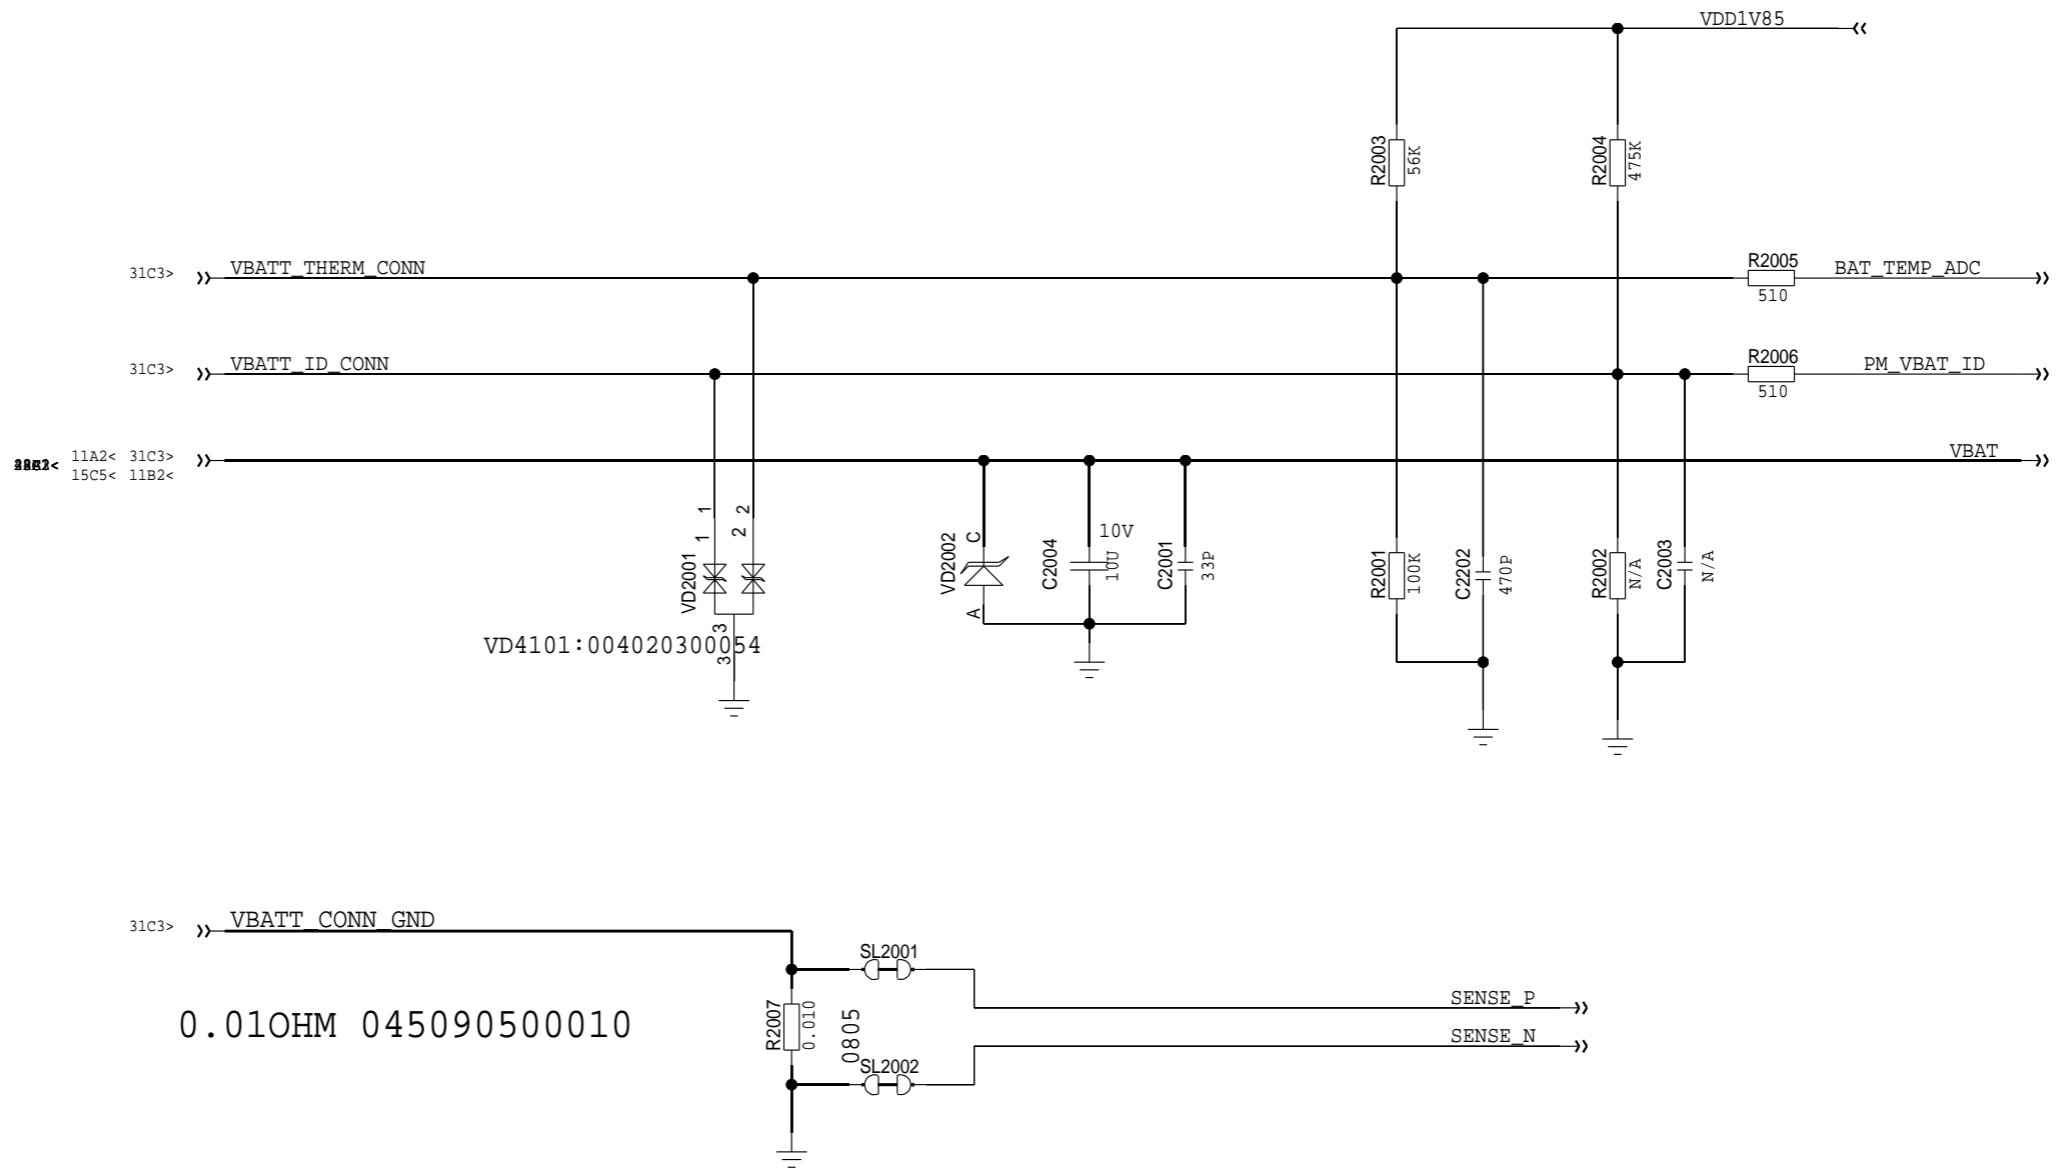 VDD1V85
R2003
56K
R2004
475K
31C3>
VBATT_THERM_CONN
R2005
510
BAT_TEMP_ADC
31C3>
VBATT_ID_CONN
R2006
510
PM_VBAT_ID
11A2< 31C3>
15C5< 11B2<
VBAT
1
2
1
2
VD2001
3
3
VD4101:004020300054
C
VD2002
A
C2004
10V
10U
C2001
33P
R2001
100K
C2202
470P
R2002
N/A
C2003
N/A
31C3>
VBATT_CONN_GND
SL2001
SENSE_P
0.01OHM 045090500010
R2007
0.010
0805
SENSE_N
SL2002